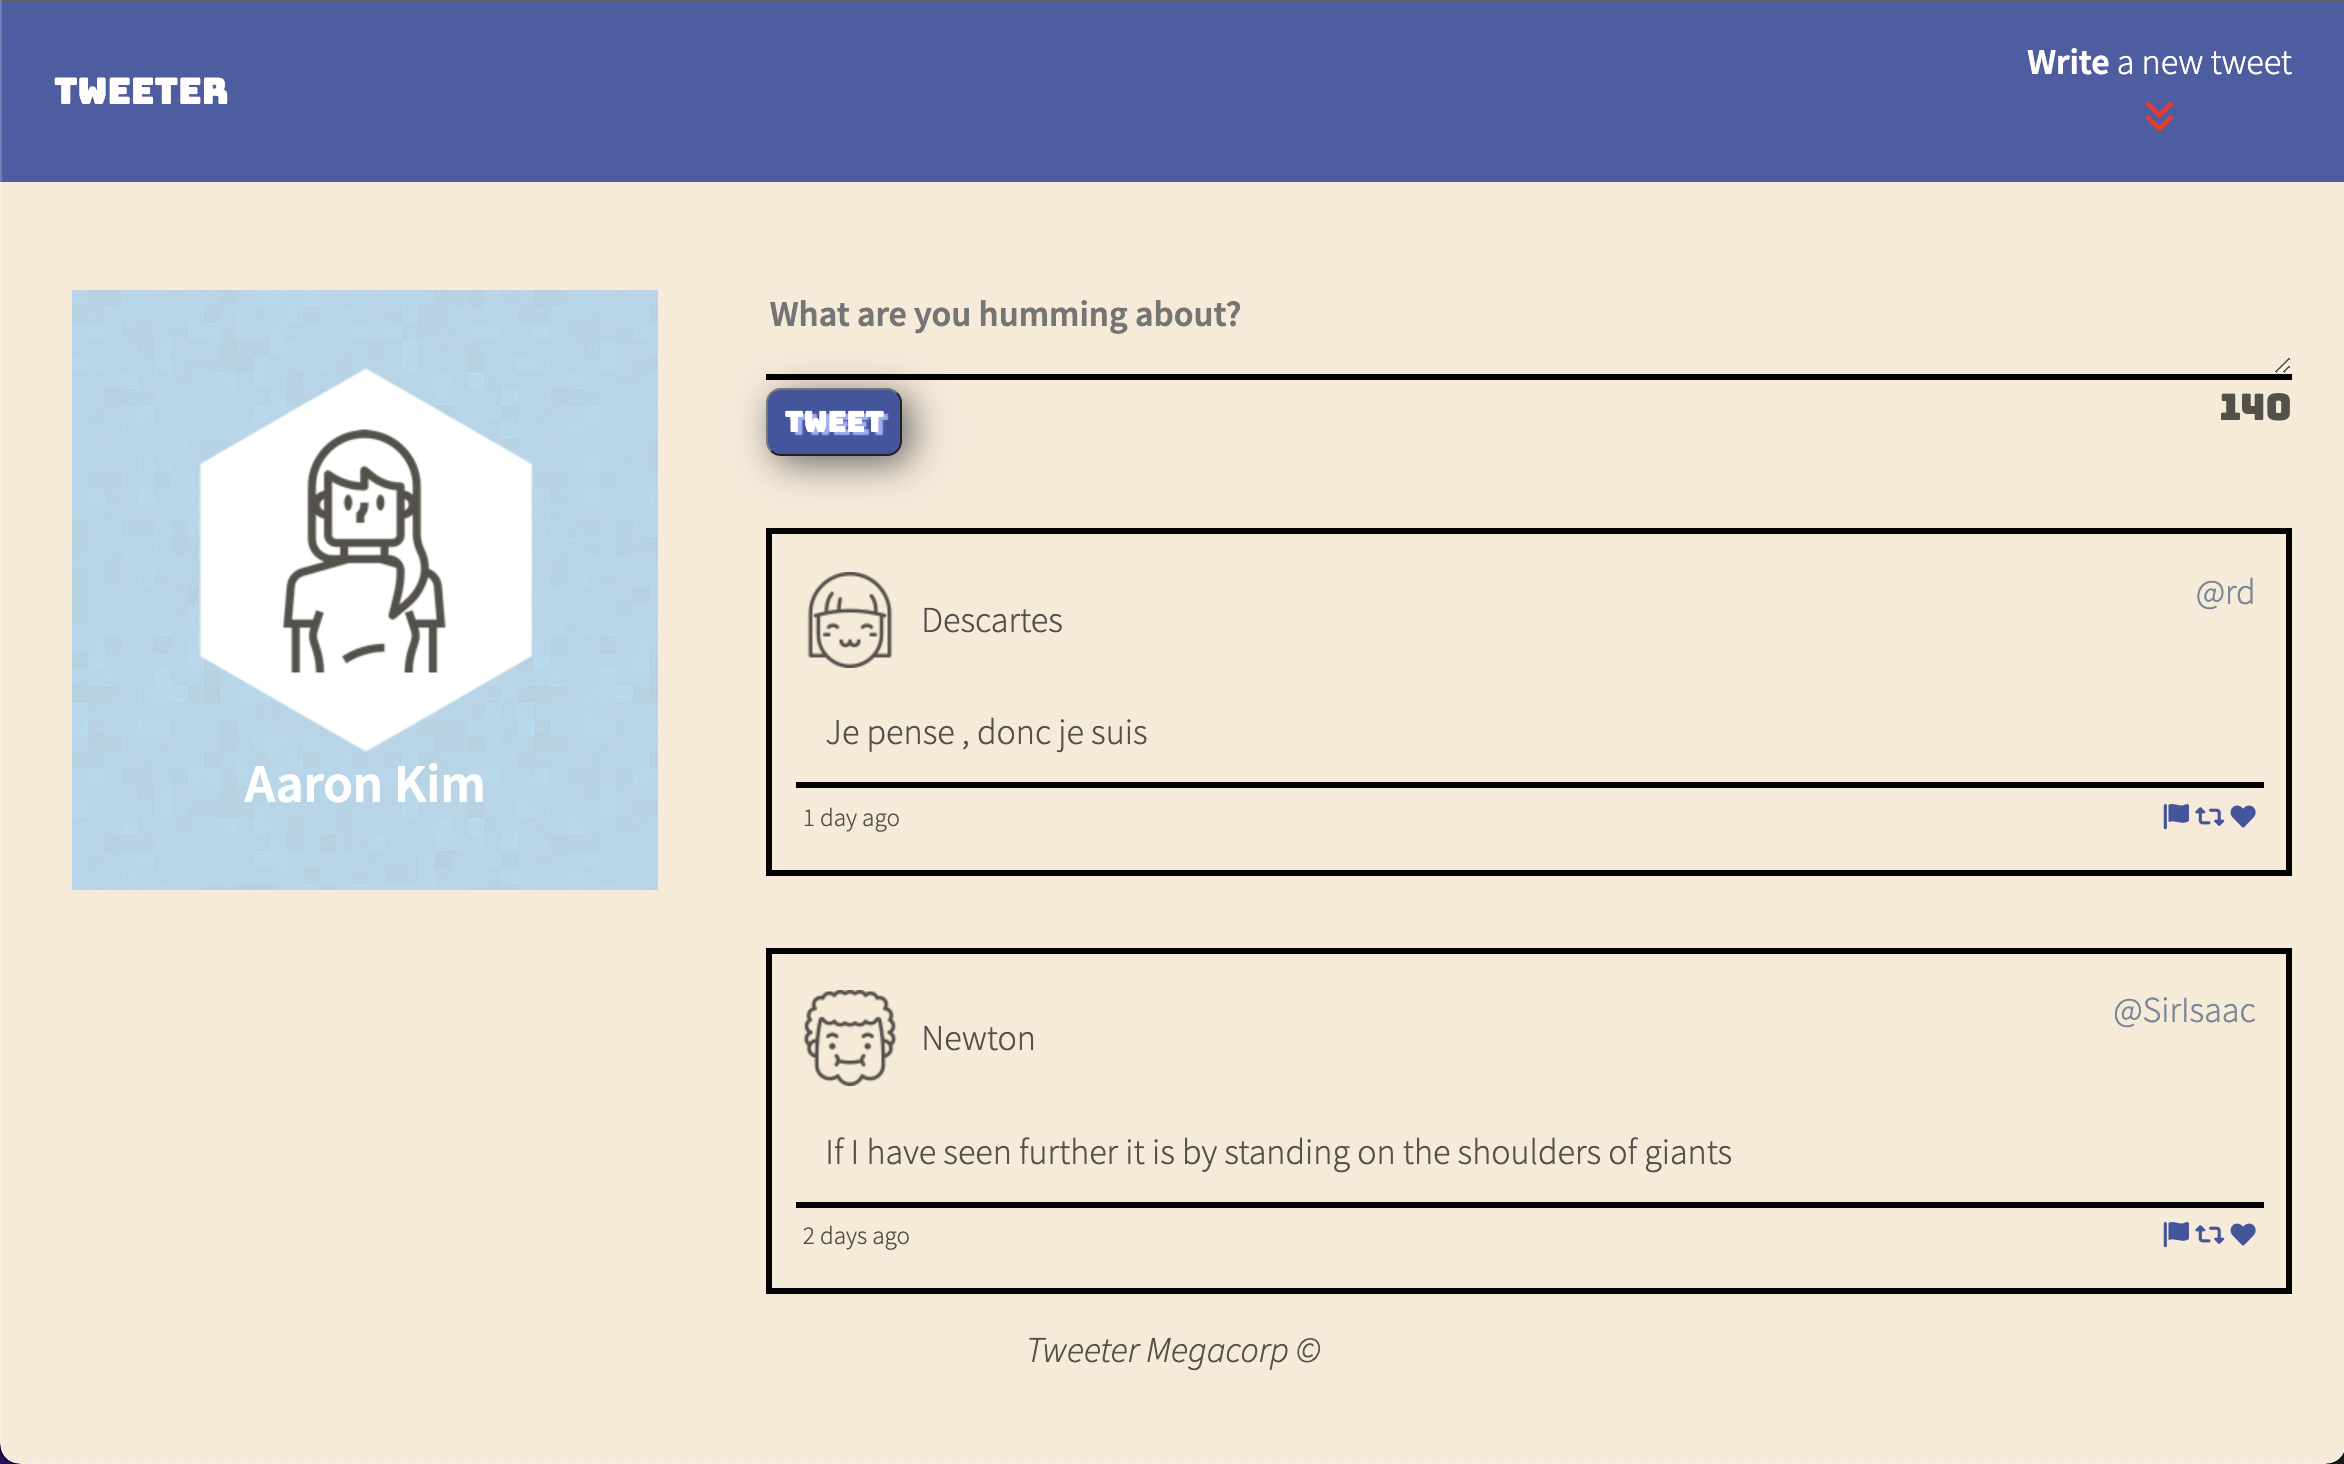 TWEETER
Write a new tweet
Aaron Kim
What are you humming about?
TWEET
140
Descartes
@rd
Je pense , donc je suis
1 day ago
Newton
@SirIsaac
If I have seen further it is by standing on the shoulders of giants
2 days ago
Tweeter Megacorp ©